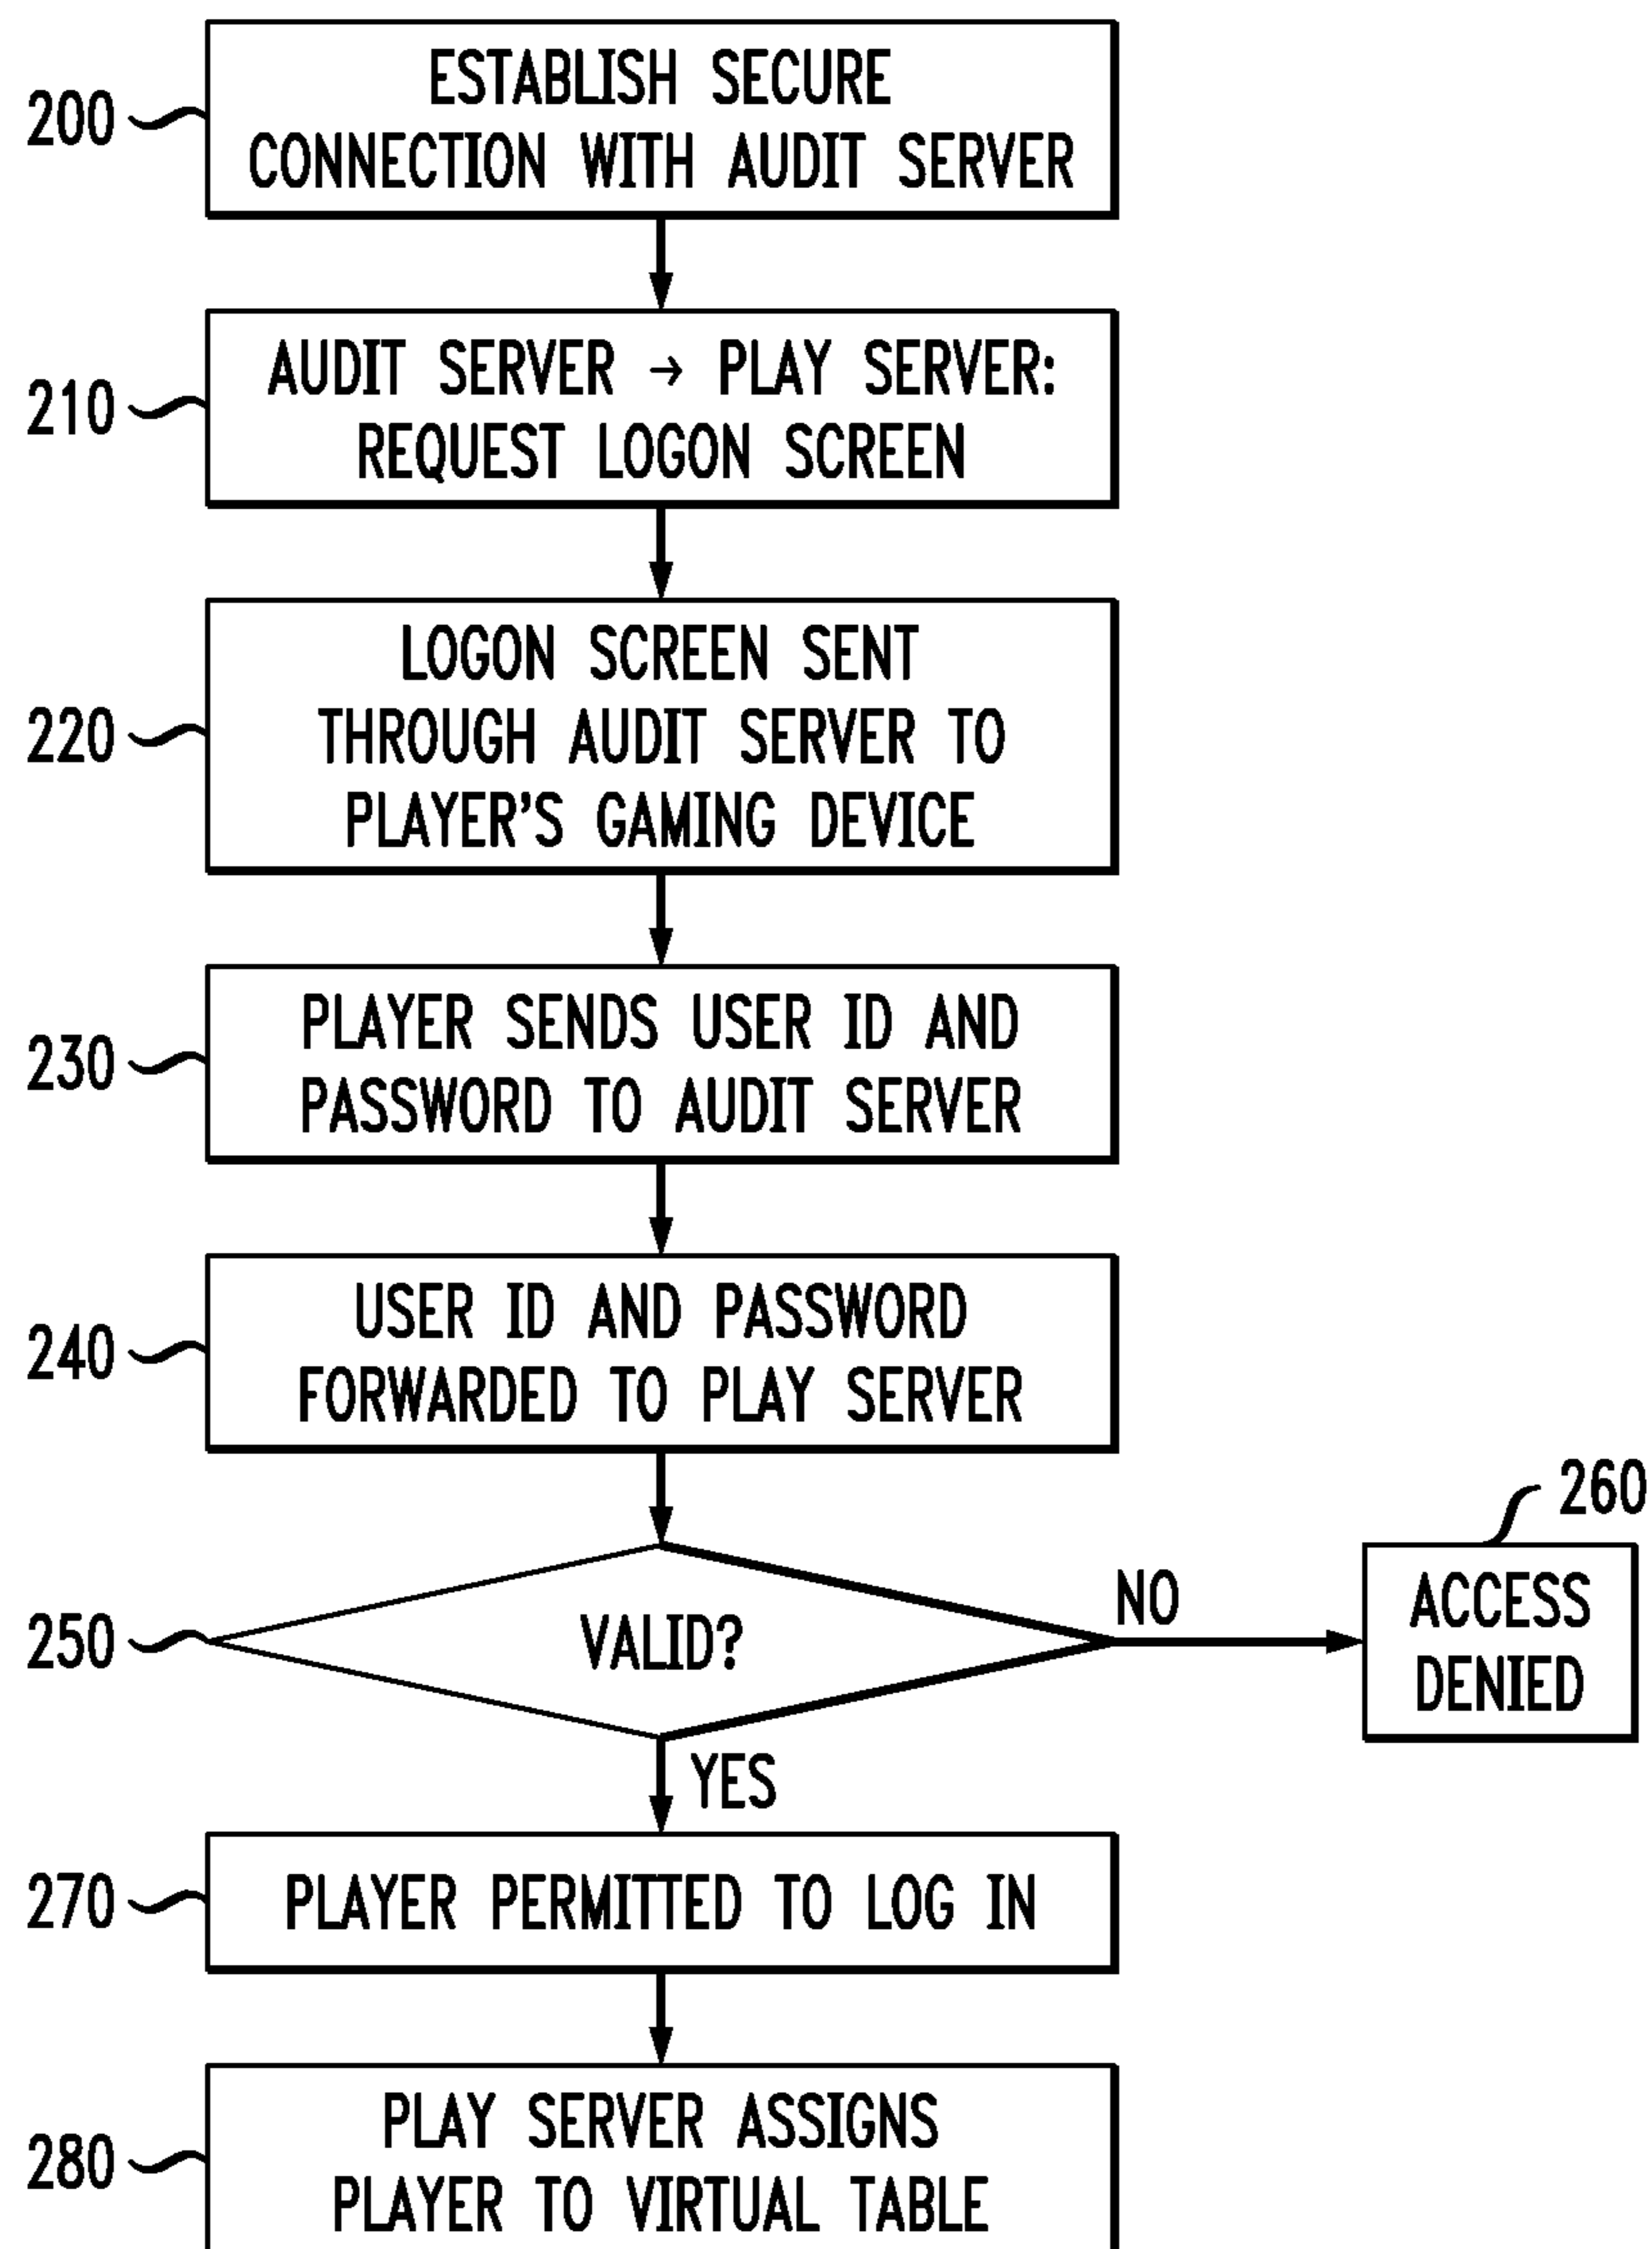 200
ESTABLISH SECURE
CONNECTION WITH AUDIT SERVER
210
AUDIT SERVER → PLAY SERVER:
REQUEST LOGON SCREEN
220
LOGON SCREEN SENT
THROUGH AUDIT SERVER TO
PLAYER'S GAMING DEVICE
230
PLAYER SENDS USER ID AND
PASSWORD TO AUDIT SERVER
240
USER ID AND PASSWORD
FORWARDED TO PLAY SERVER
250
VALID?
NO
260
ACCESS
DENIED
YES
270
PLAYER PERMITTED TO LOG IN
280
PLAY SERVER ASSIGNS
PLAYER TO VIRTUAL TABLE